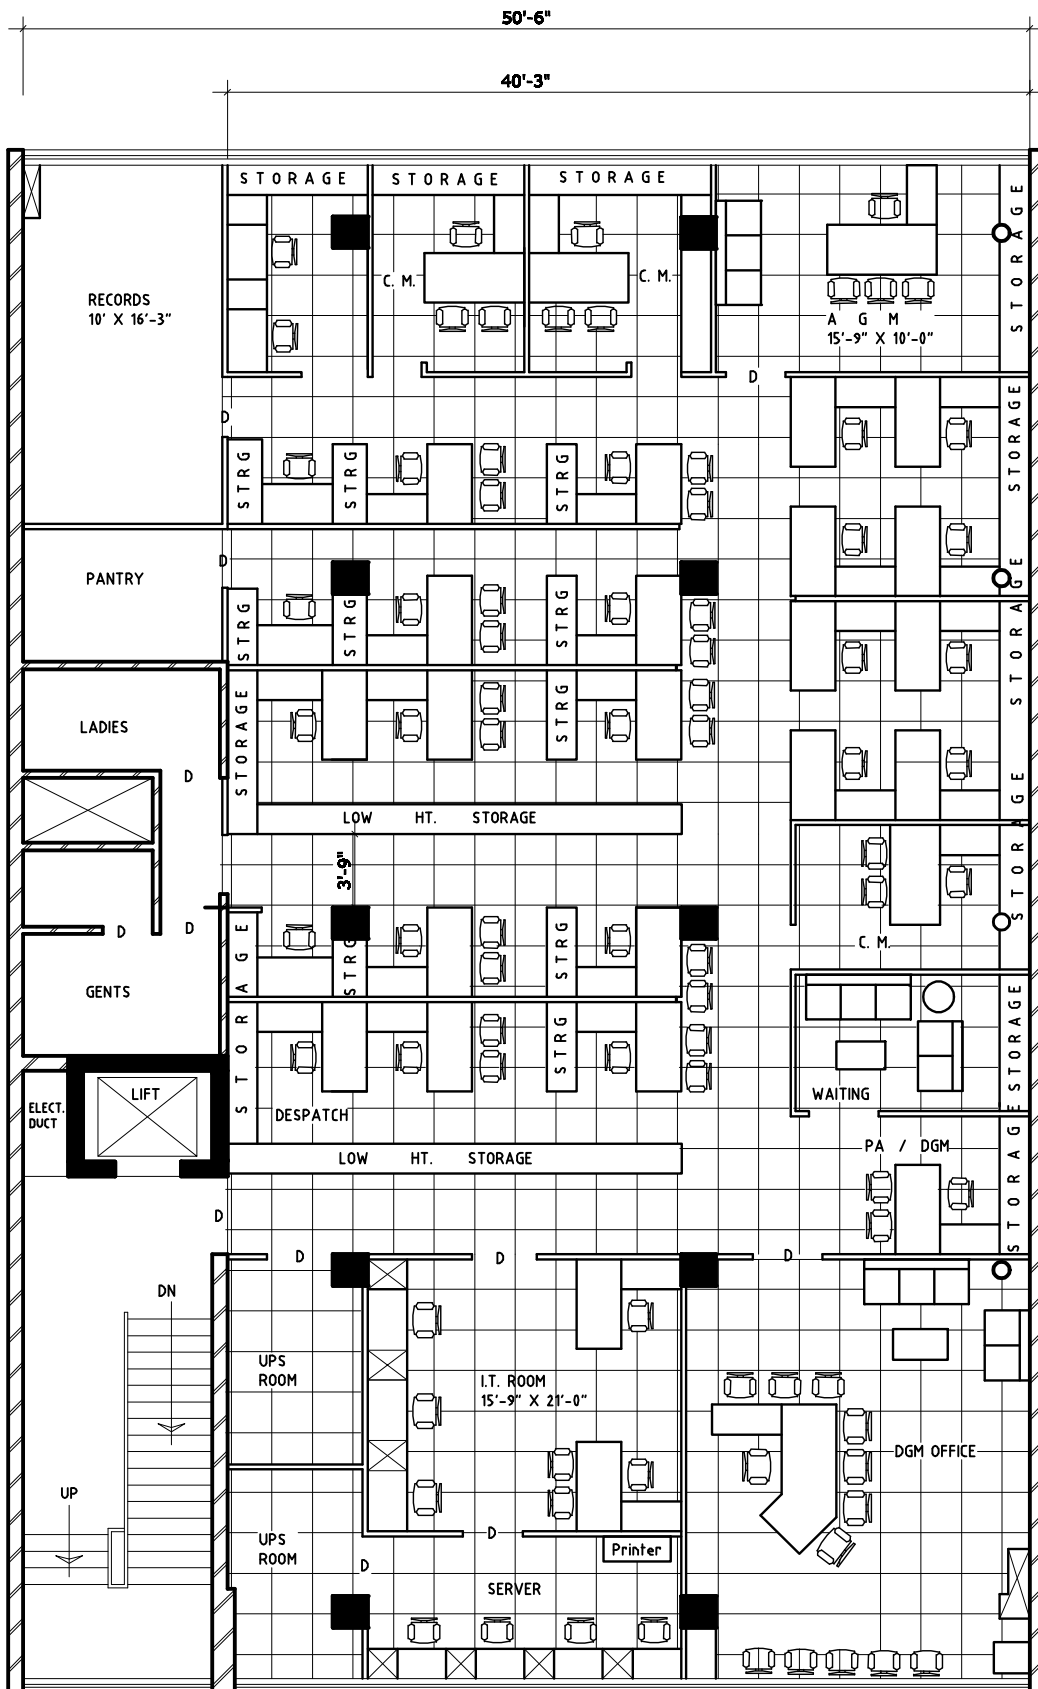 50'-6"
40'-3"
STORAGE
STORAGE
STORAGE
STORAGE
C. M.
C. M.
RECORDS
10' X 16'-3"
A G M
15'-9" X 10'-0"
D
D
STORAGE
STRG
STRG
STRG
D
PANTRY
STORAGE
STRG
STRG
STRG
STORAGE
LADIES
STORAGE
STRG
D
STORAGE
LOW HT. STORAGE
3'-9"
D
D
STORAGE
STRG
STRG
C. M.
GENTS
STRG
STORAGE
LIFT
ELECT.
DUCT
DESPATCH
WAITING
LOW HT. STORAGE
PA / DGM
STORAGE
D
D
D
D
DN
UPS
ROOM
I.T. ROOM
15'-9" X 21'-0"
DGM OFFICE
UP
D
UPS
ROOM
Printer
D
SERVER